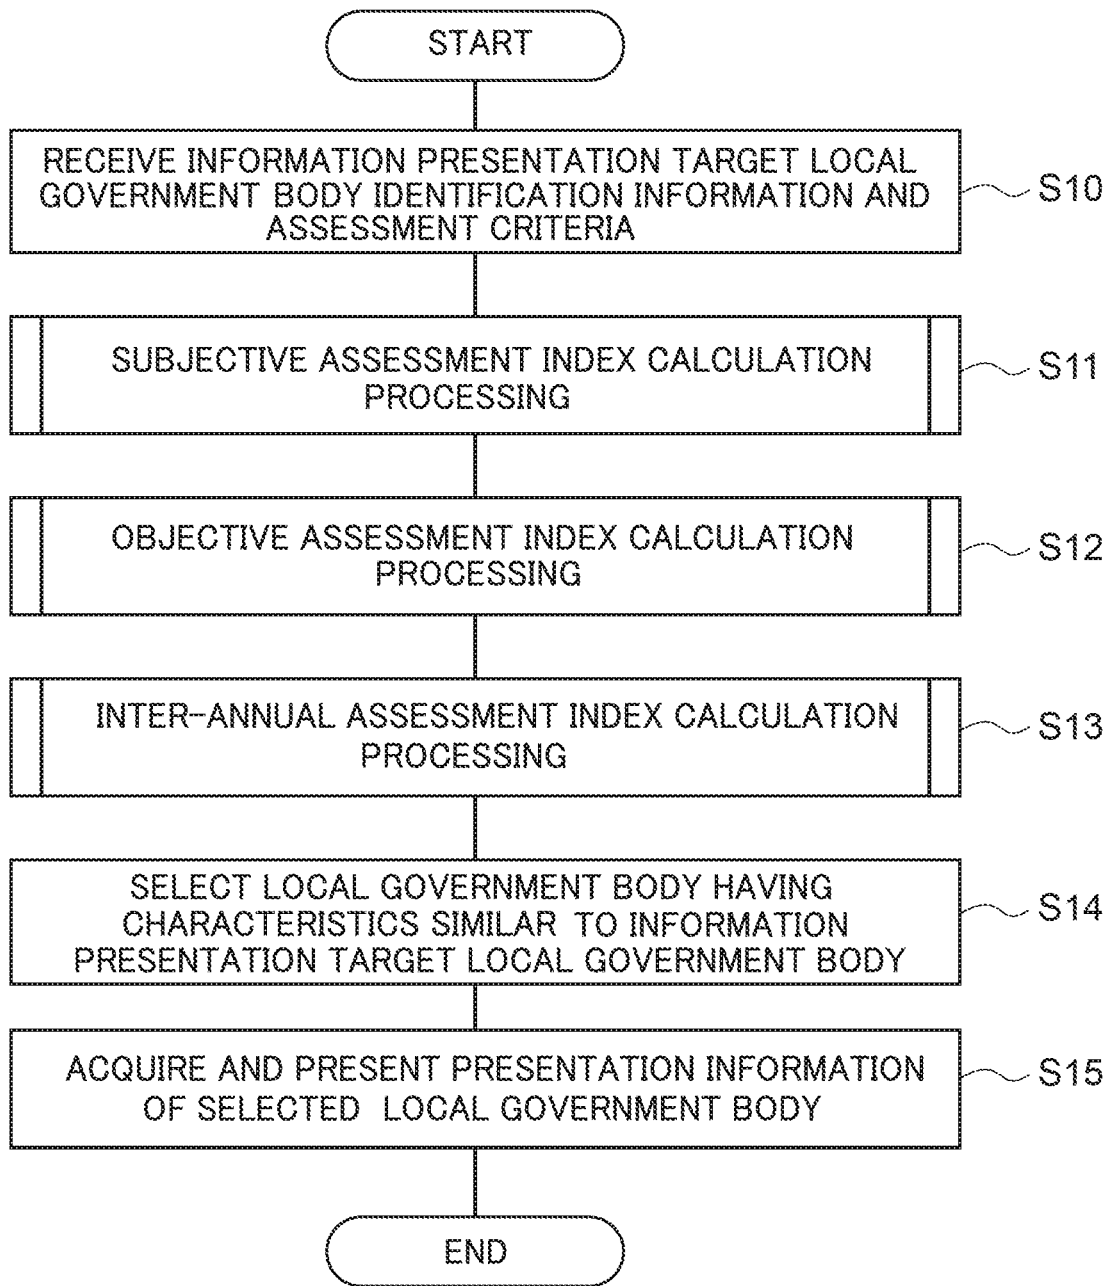 START
RECEIVE INFORMATION PRESENTATION TARGET LOCAL
GOVERNMENT BODY IDENTIFICATION INFORMATION AND
ASSESSMENT CRITERIA
S10
SUBJECTIVE ASSESSMENT INDEX CALCULATION
PROCESSING
S11
OBJECTIVE ASSESSMENT INDEX CALCULATION
PROCESSING
S12
INTER-ANNUAL ASSESSMENT INDEX CALCULATION
PROCESSING
S13
SELECT LOCAL GOVERNMENT BODY HAVING
CHARACTERISTICS SIMILAR TO INFORMATION
PRESENTATION TARGET LOCAL GOVERNMENT BODY
S14
ACQUIRE AND PRESENT PRESENTATION INFORMATION
OF SELECTED LOCAL GOVERNMENT BODY
S15
END